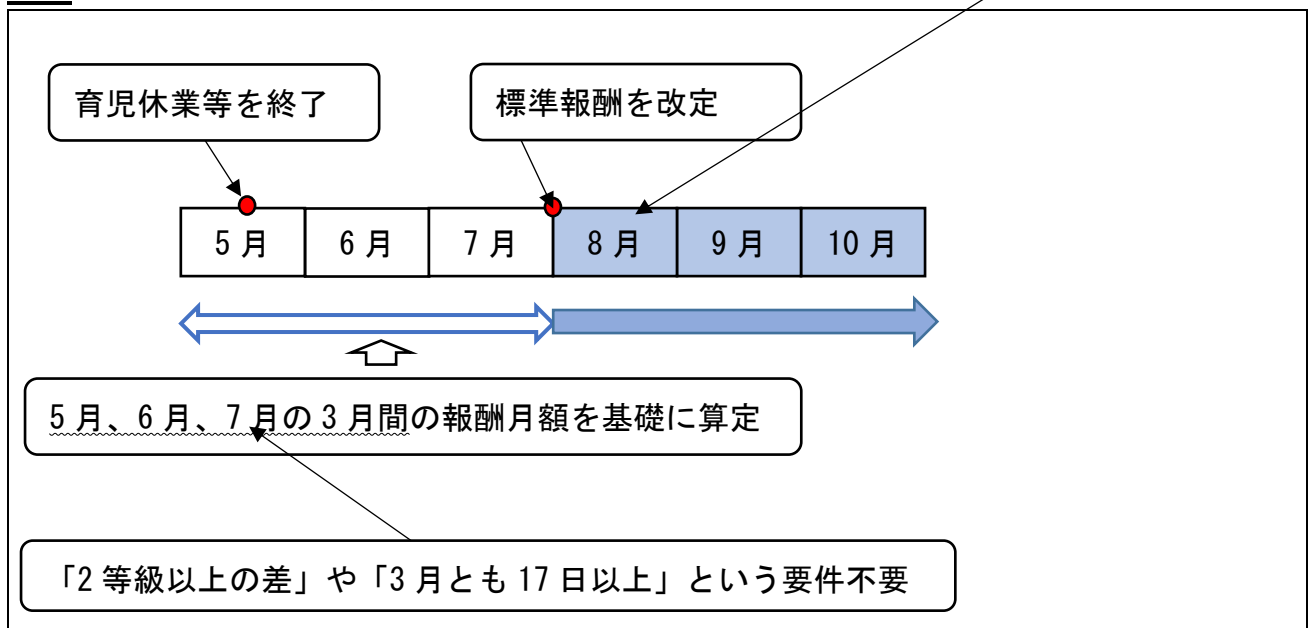 育児休業等を終了
標準報酬を改定
5月 6月 7月 8月 9月 10月
5月、6月、7月の3月間の報酬月額を基礎に算定
「2等級以上の差」や「3月とも17日以上」という要件不要